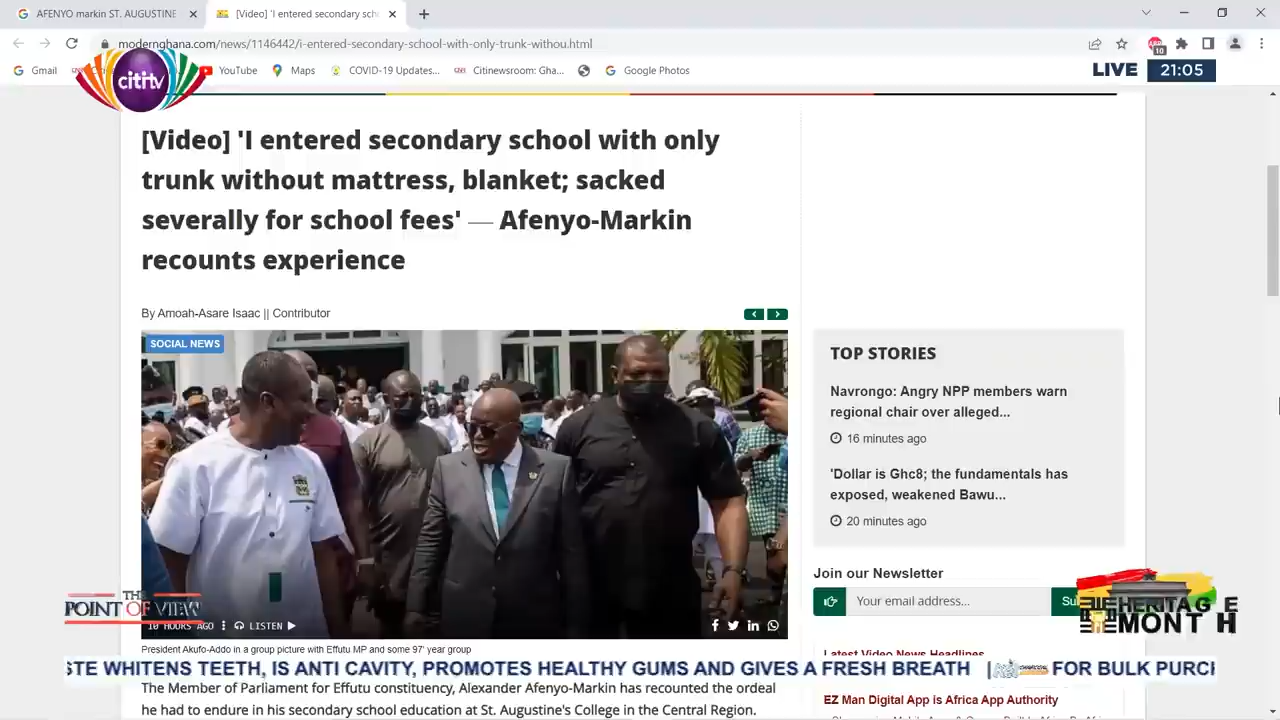 AFENYO markin ST. AUGUSTINE
[Video] 'I entered secondary sch
modernghana.com/news/1146442/i-entered-secondary-school-with-only-trunk-withou.html
10
Gmail
YouTube
Maps
COVID-19 Updates...
Citinewsroom: Gha...
Google Photos
cititv
LIVE 21:05
[Video] 'I entered secondary school with only
trunk without mattress, blanket; sacked
severally for school fees' — Afenyo-Markin
recounts experience
By Amoah-Asare Isaac || Contributor
SOCIAL NEWS
10 HOURS AGO LISTEN
President Akufo-Addo in a group picture with Effutu MP and some 97' year group
The Member of Parliament for Effutu constituency, Alexander Afenyo-Markin has recounted the ordeal
he had to endure in his secondary school education at St. Augustine's College in the Central Region.
TOP STORIES
Navrongo: Angry NPP members warn
regional chair over alleged...
16 minutes ago
'Dollar is Ghc8; the fundamentals has
exposed, weakened Bawu...
20 minutes ago
Join our Newsletter
Your email address...
Su
Latest Video News Headlines
EZ Man Digital App is Africa App Authority
THE
POINT OF VIEW
HERITAGE
MONTH
STE WHITENS TEETH, IS ANTI CAVITY, PROMOTES HEALTHY GUMS AND GIVES A FRESH BREATH | FOR BULK PURCH